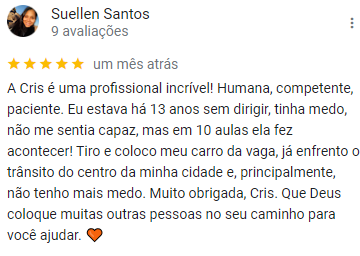 Suellen Santos
9 avaliações
um mês atrás
A Cris é uma profissional incrível! Humana, competente,
paciente. Eu estava há 13 anos sem dirigir, tinha medo,
não me sentia capaz, mas em 10 aulas ela fez
acontecer! Tiro e coloco meu carro da vaga, já enfrento o
trânsito do centro da minha cidade e, principalmente,
não tenho mais medo. Muito obrigada, Cris. Que Deus
coloque muitas outras pessoas no seu caminho para
você ajudar. 🧡